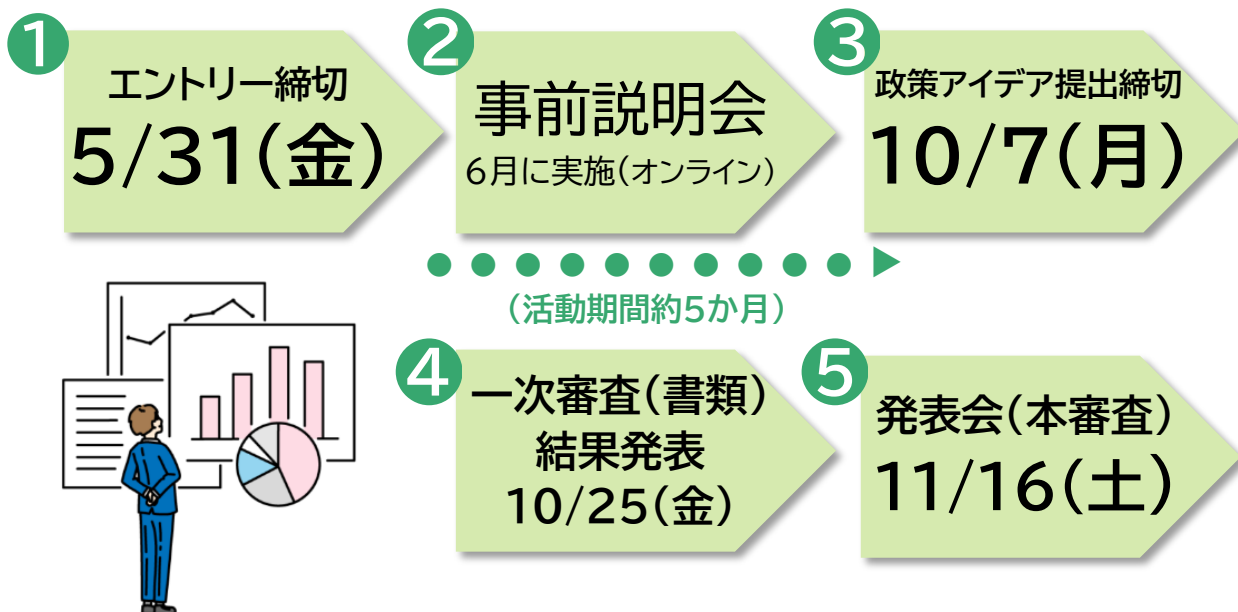 1
エントリー締切
5/31(金)
2
事前説明会
6月に実施(オンライン)
3
政策アイデア提出締切
10/7(月)
(活動期間約5か月)
4
一次審査(書類)
結果発表
10/25(金)
5
発表会(本審査)
11/16(土)